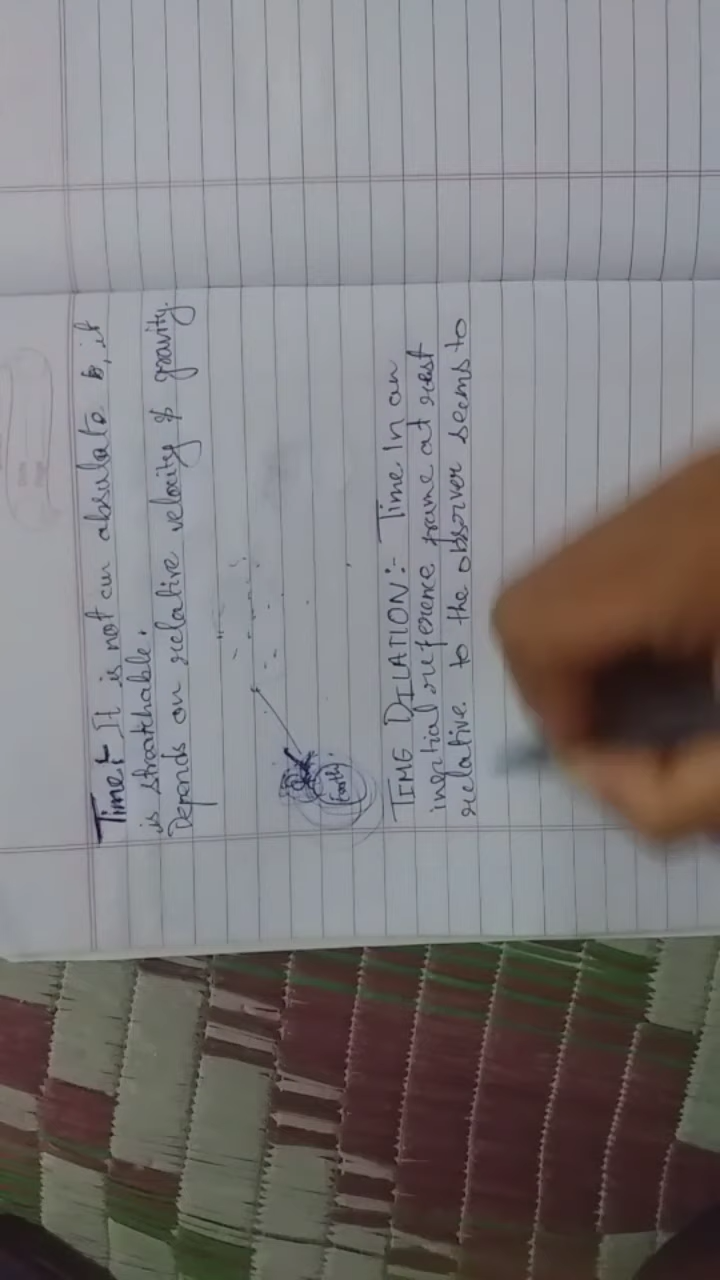 Time :- It is not an absolute &, it
is stretchable.
Depends on relative velocity & gravity.
Earth
TIME DILATION :- Time In an
inertial reference frame at rest
relative to the observer seems to